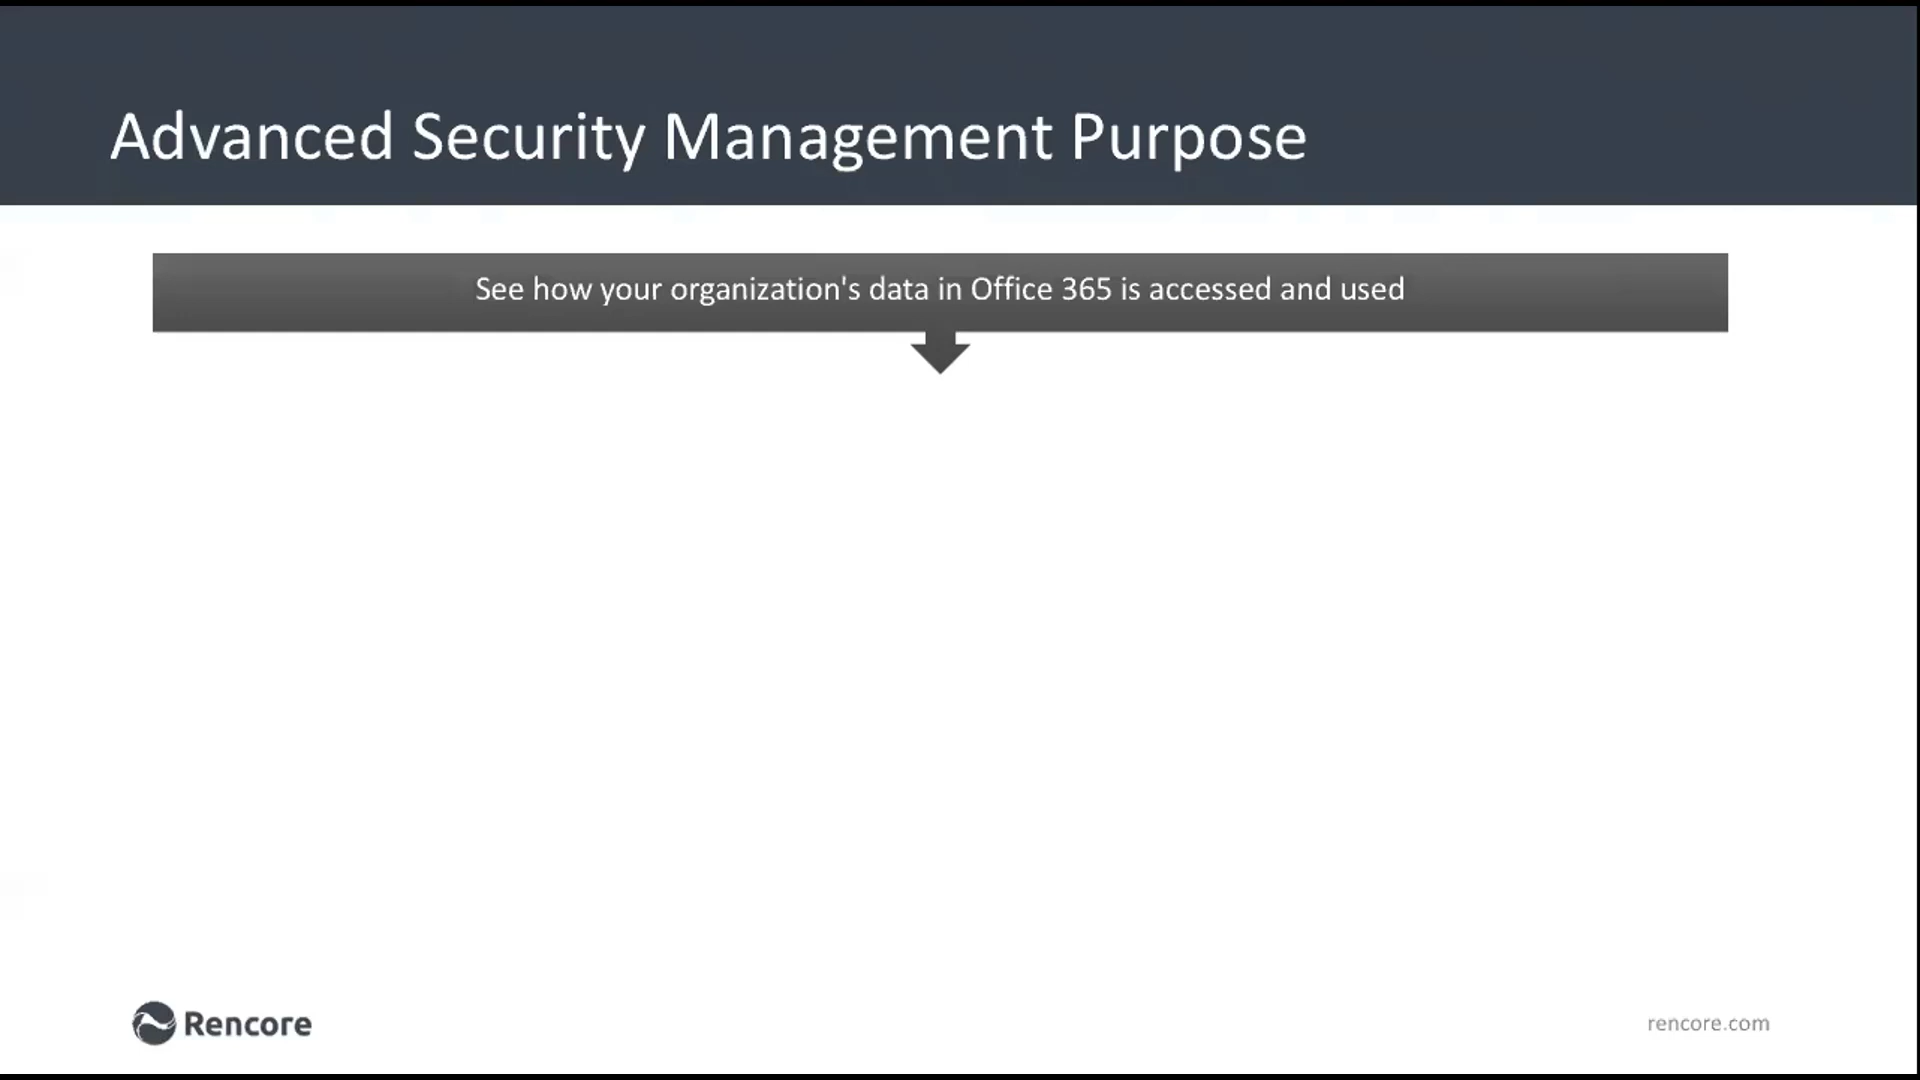 Advanced Security Management Purpose
See how your organization's data in Office 365 is accessed and used
Rencore
rencore.com